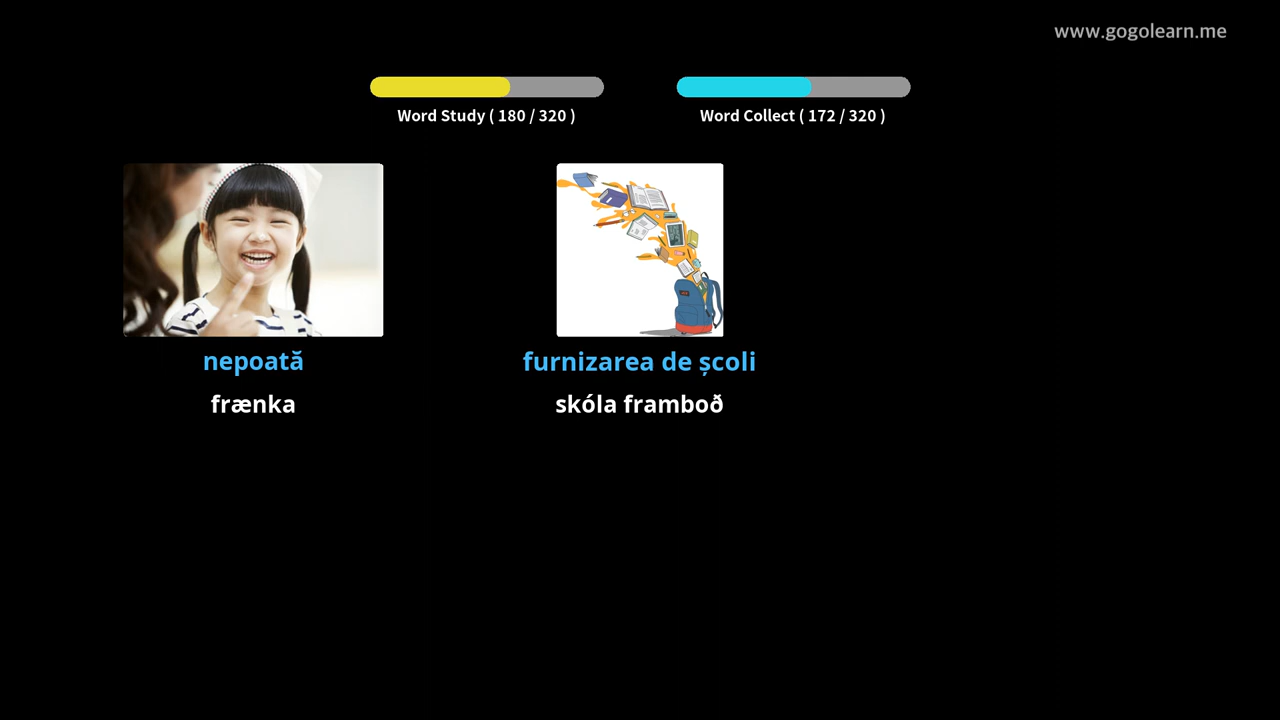 www.gogolearn.me
Word Study ( 180 / 320 )
Word Collect ( 172 / 320 )
nepoată
furnizarea de școli
frænka
skóla framboð